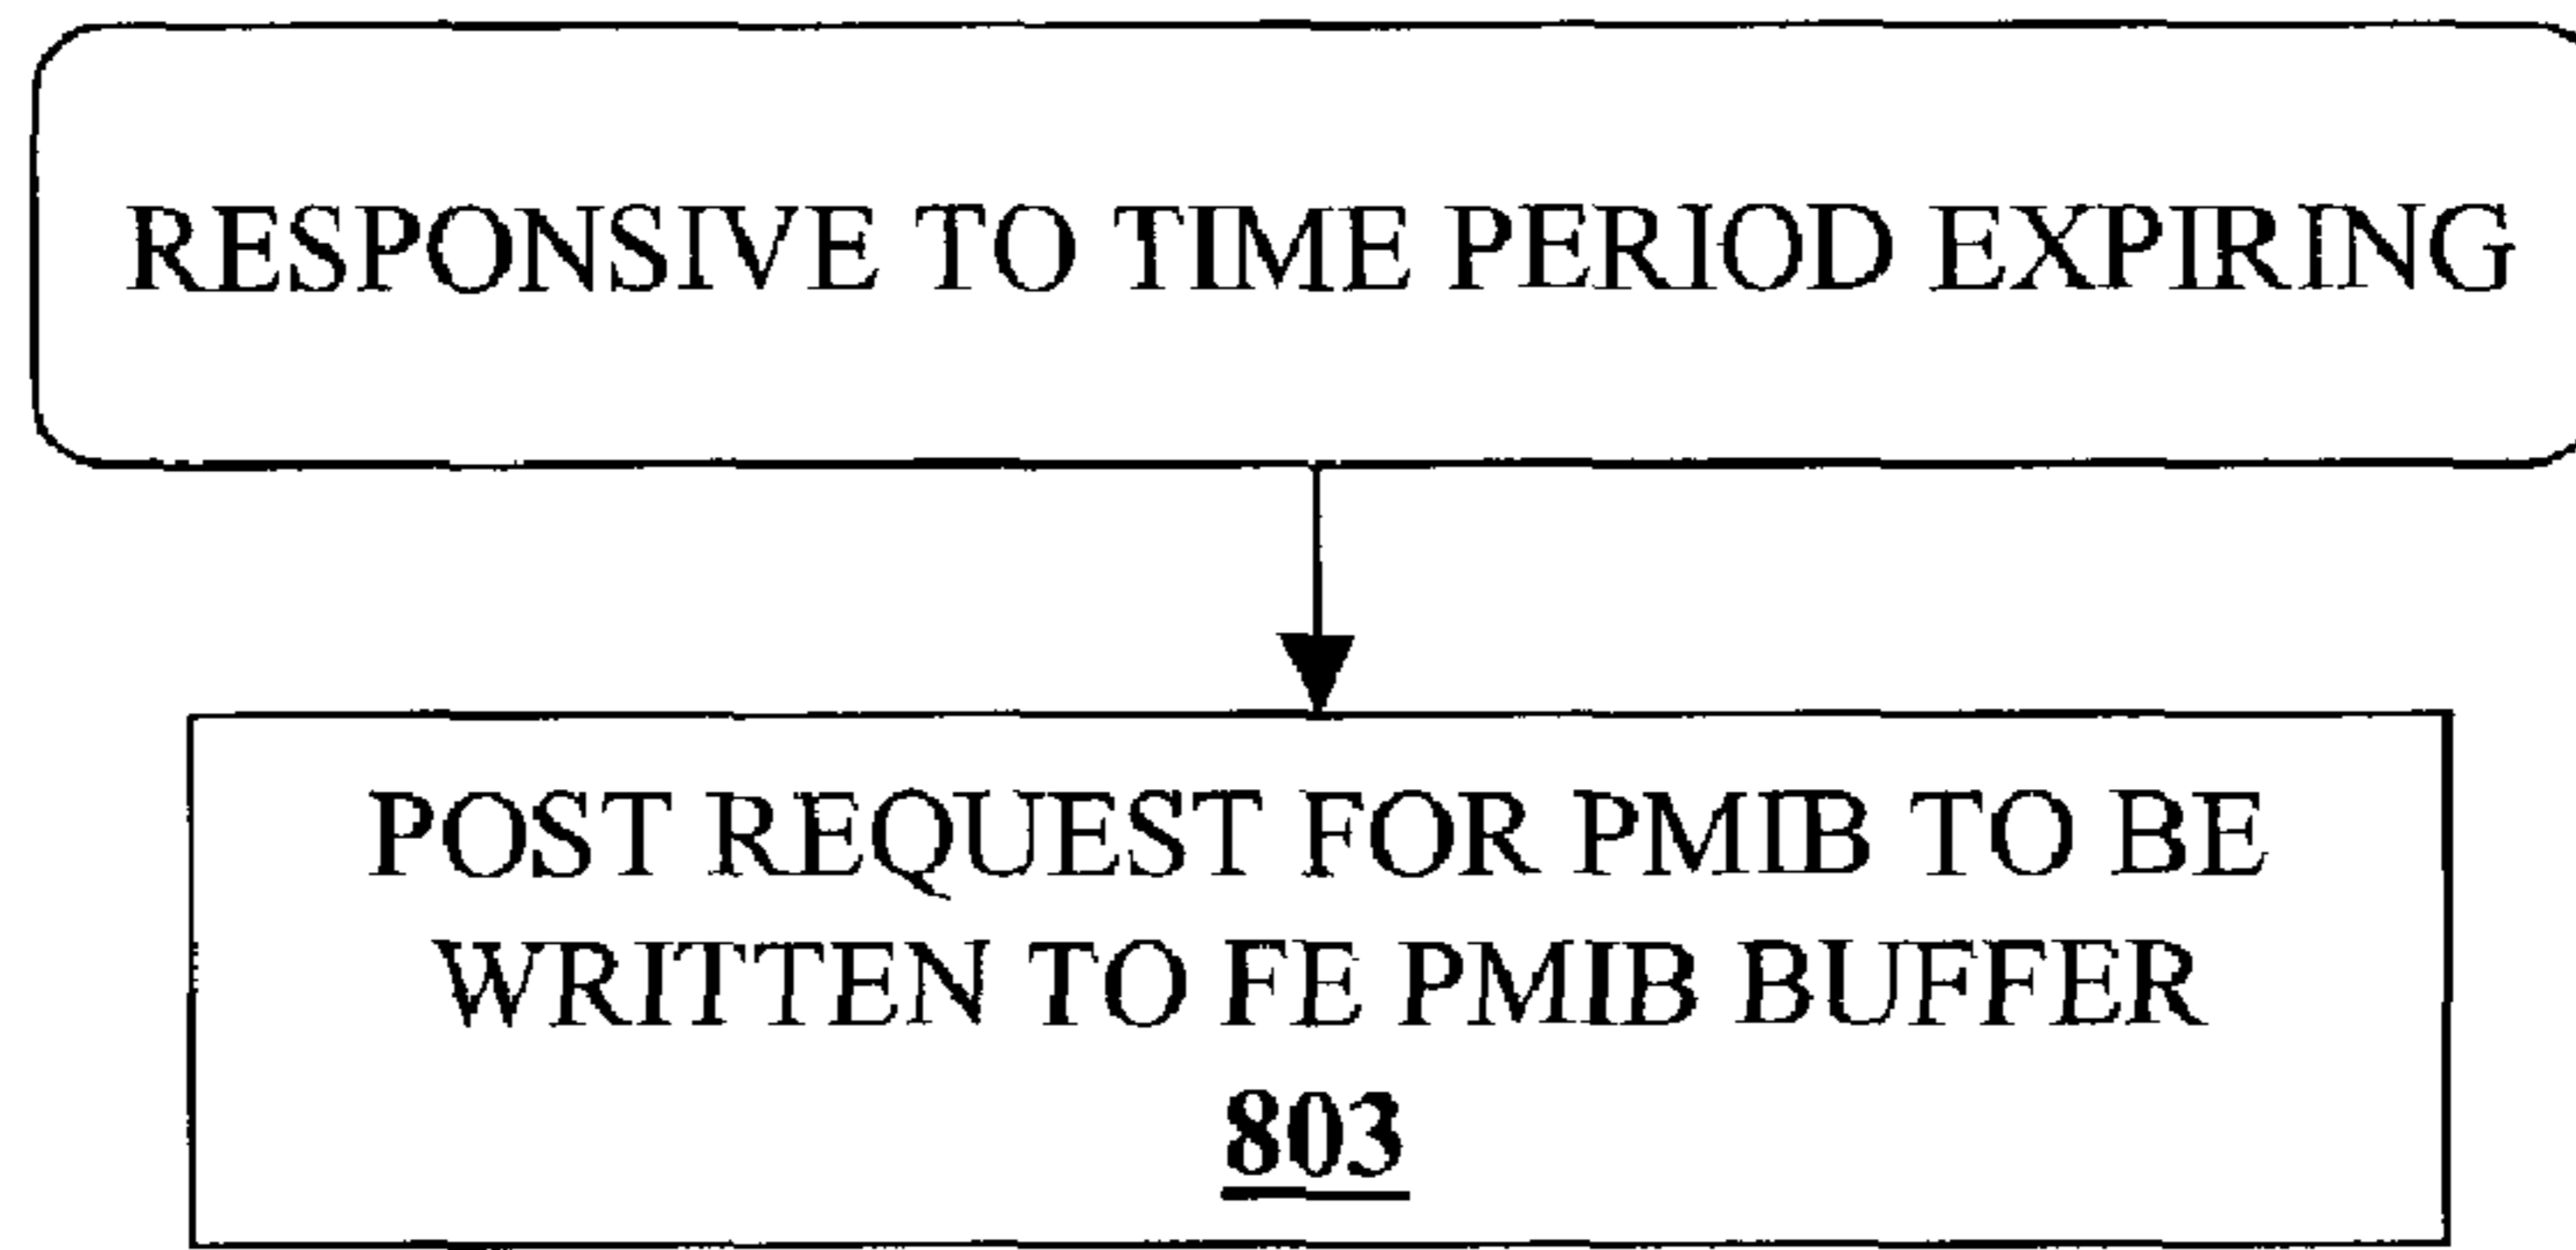 RESPONSIVE TO TIME PERIOD EXPIRING
POST REQUEST FOR PMIB TO BE
WRITTEN TO FE PMIB BUFFER
803